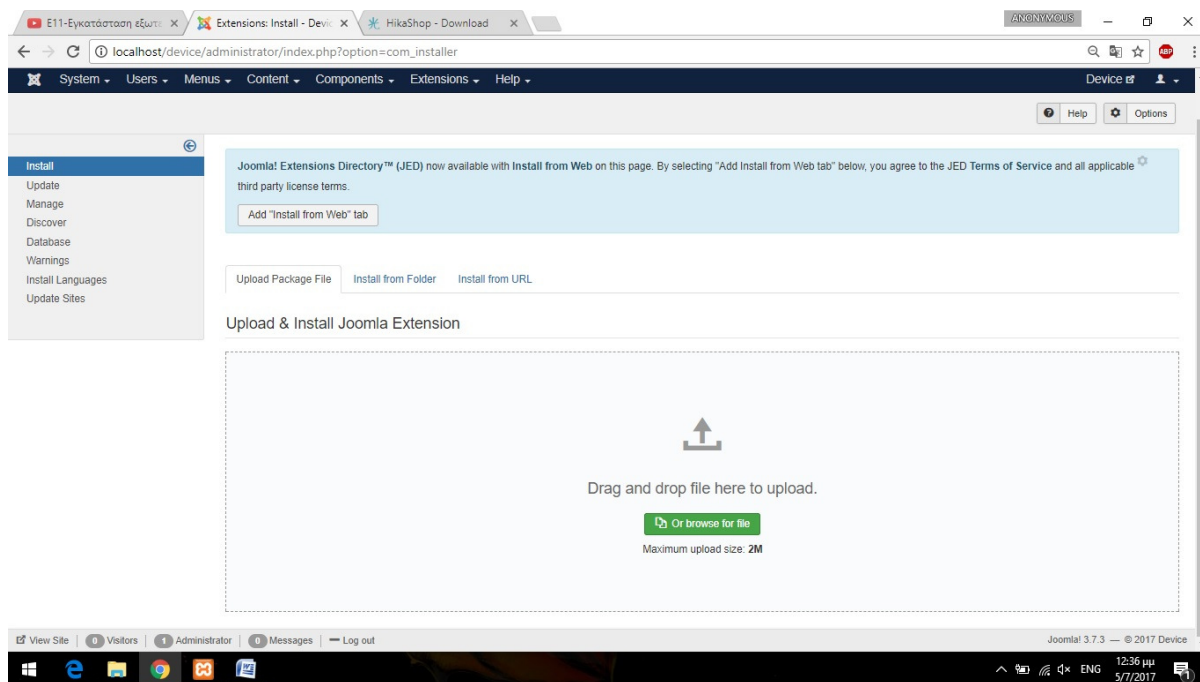 E11-Εγκατάσταση εξωτε
Extensions: Install - Devic
HikaShop - Download
ANONYMOUS
localhost/device/administrator/index.php?option=com_installer
ABP
System Users Menus Content Components Extensions Help
Device
Help
Options
Install
Update
Manage
Discover
Database
Warnings
Install Languages
Update Sites
Joomla! Extensions Directory™ (JED) now available with Install from Web on this page. By selecting "Add Install from Web tab" below, you agree to the JED Terms of Service and all applicable
third party license terms.
Add "Install from Web" tab
Upload Package File
Install from Folder
Install from URL
Upload & Install Joomla Extension
Drag and drop file here to upload.
Or browse for file
Maximum upload size: 2M
View Site
0 Visitors
1 Administrator
0 Messages
Log out
Joomla! 3.7.3 — © 2017 Device
ENG
12:36 μμ
5/7/2017
1